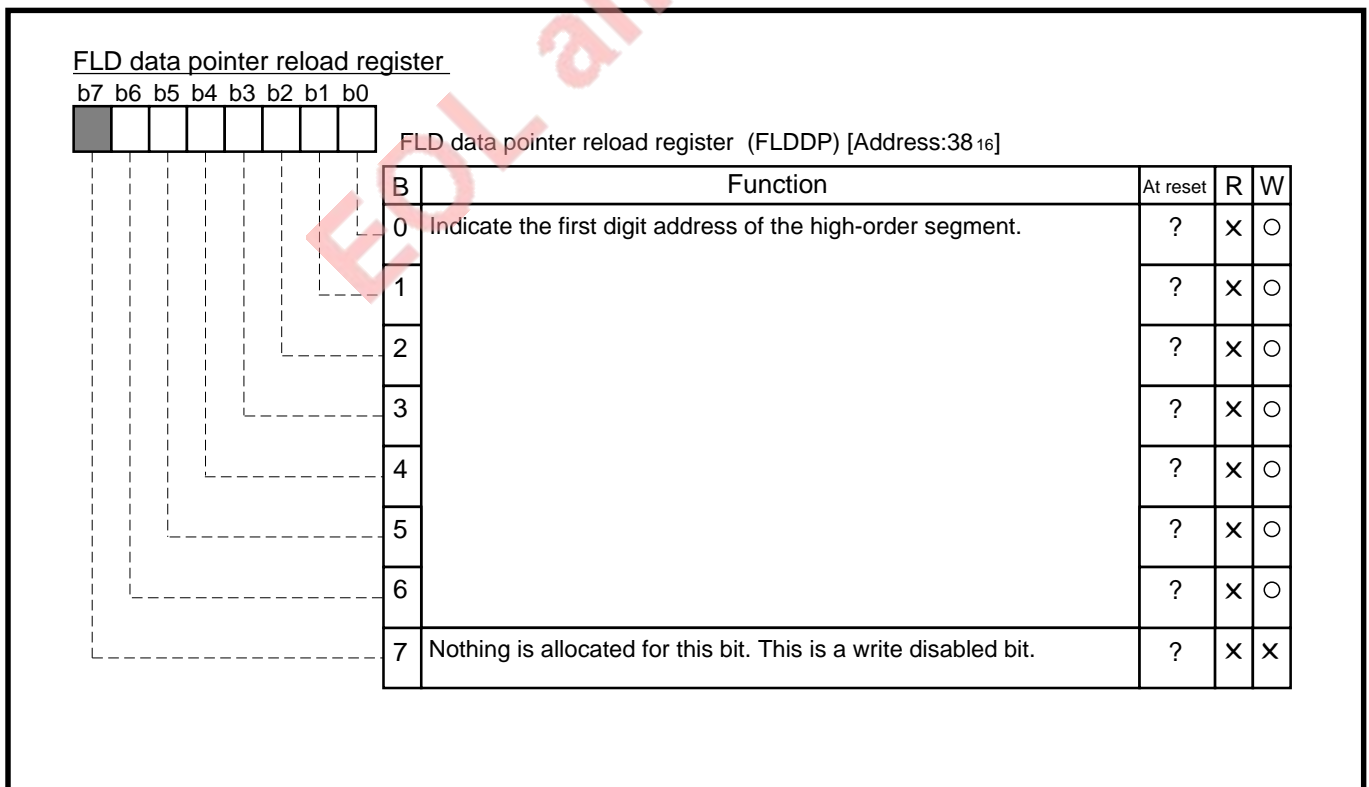 FLD data pointer reload register
b7 b6 b5 b4 b3 b2 b1 b0
FLD data pointer reload register (FLDDP) [Address:38 16]
B Function At reset R W
0 Indicate the first digit address of the high-order segment. ? × ○
1 ? × ○
2 ? × ○
3 ? × ○
4 ? × ○
5 ? × ○
6 ? × ○
7 Nothing is allocated for this bit. This is a write disabled bit. ? × ×
EOL